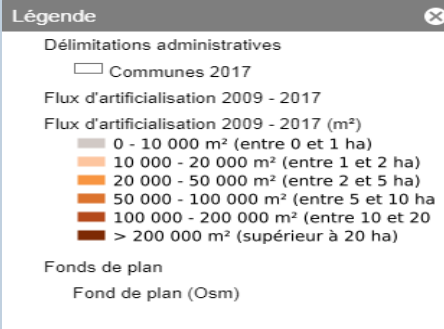 Légende
Délimitations administratives
Communes 2017
Flux d'artificialisation 2009 - 2017
Flux d'artificialisation 2009 - 2017 (m²)
0 - 10 000 m² (entre 0 et 1 ha)
10 000 - 20 000 m² (entre 1 et 2 ha)
20 000 - 50 000 m² (entre 2 et 5 ha)
50 000 - 100 000 m² (entre 5 et 10 ha
100 000 - 200 000 m² (entre 10 et 20
> 200 000 m² (supérieur à 20 ha)
Fonds de plan
Fond de plan (Osm)